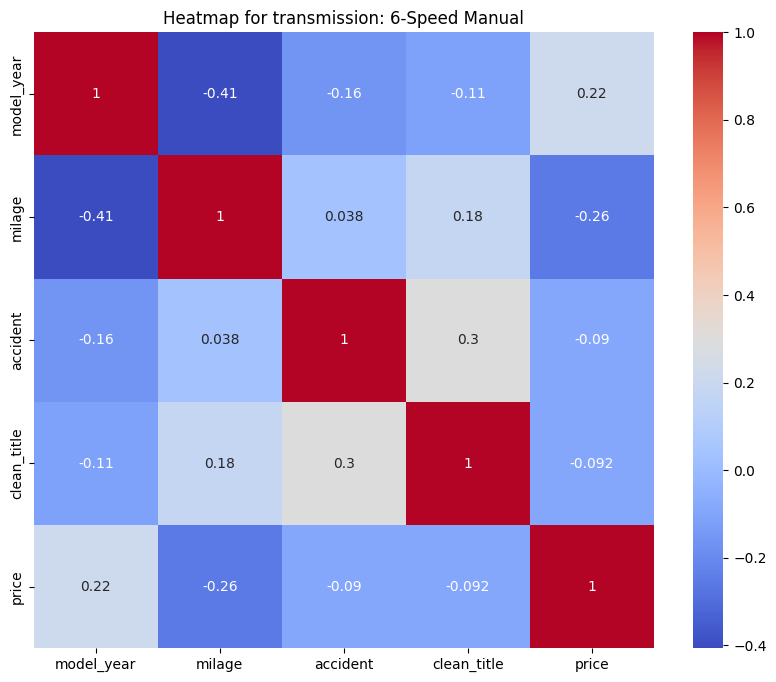 Heatmap for transmission: 6-Speed Manual
model_year 1 -0.41 -0.16 -0.11 0.22
milage -0.41 1 0.038 0.18 -0.26
accident -0.16 0.038 1 0.3 -0.09
clean_title -0.11 0.18 0.3 1 -0.092
price 0.22 -0.26 -0.09 -0.092 1
model_year milage accident clean_title price
1.0
0.8
0.6
0.4
0.2
0.0
−0.2
−0.4